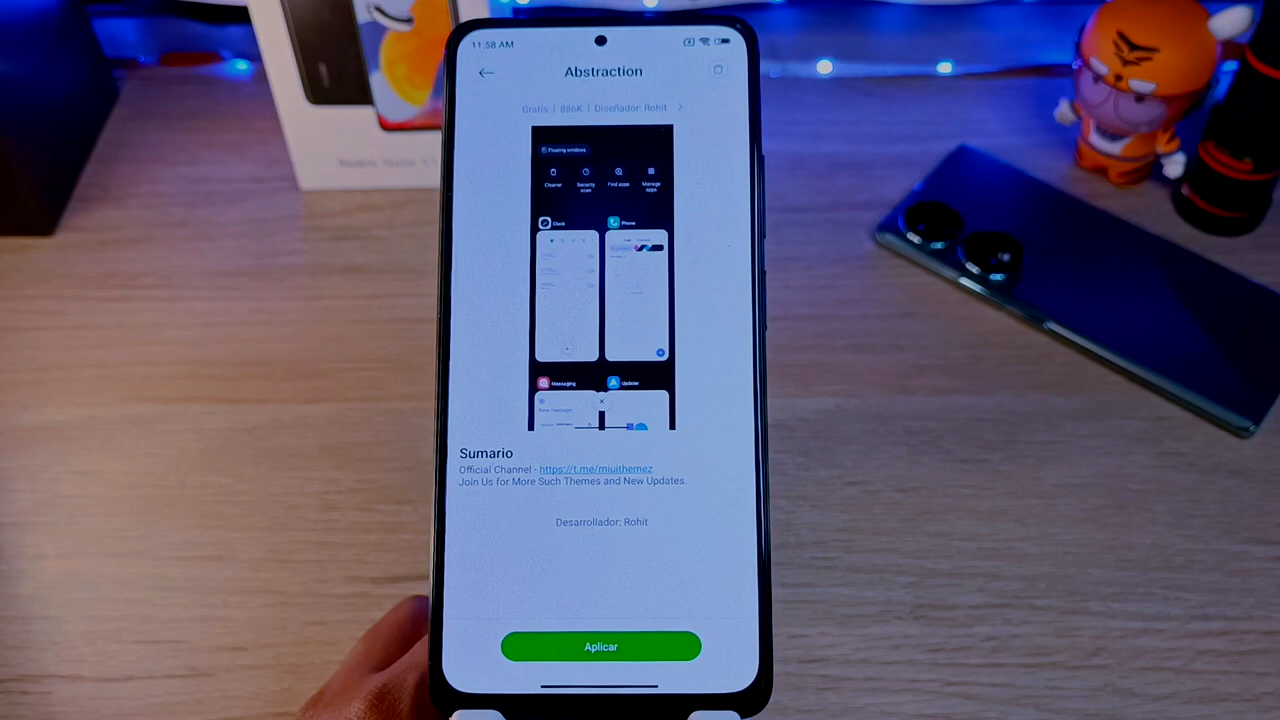 11:58 AM
Abstraction
Gratis | 886K | Diseñador: Rohit
Floating windows
Cleaner
Security scan
Find apps
Manage apps
Clock
Phone
Messaging
Updater
New message
Sumario
Official Channel - https://t.me/miuithemez
Join Us for More Such Themes and New Updates.
Desarrollador: Rohit
Aplicar